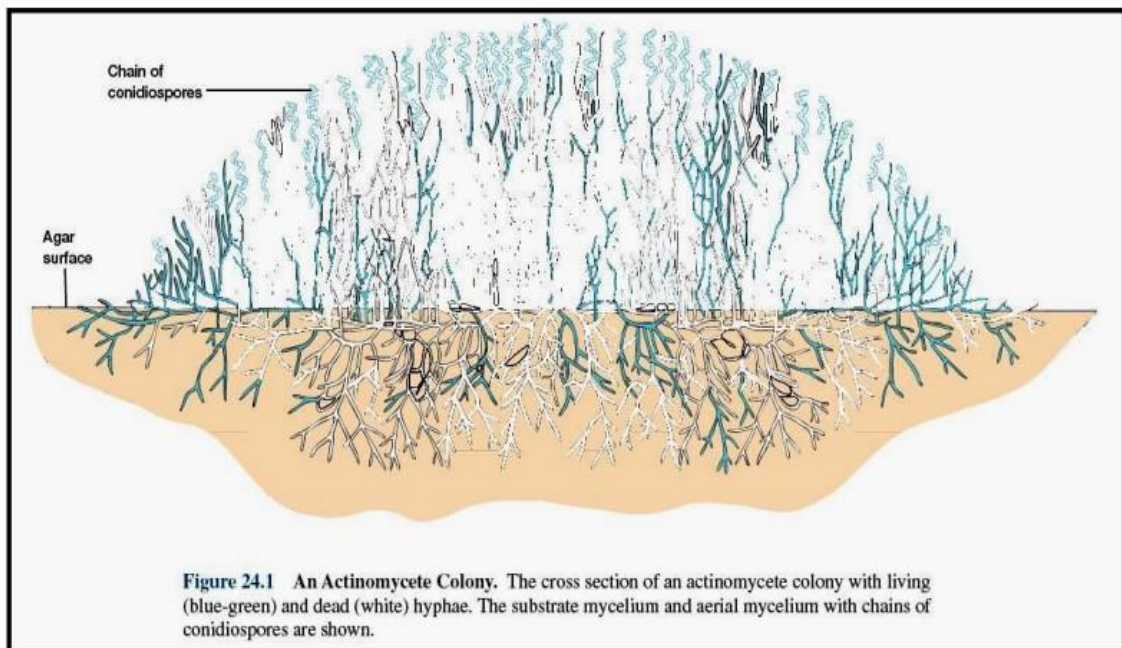 Chain of
conidiospores
Agar
surface
Figure 24.1 An Actinomycete Colony. The cross section of an actinomycete colony with living
(blue-green) and dead (white) hyphae. The substrate mycelium and aerial mycelium with chains of
conidiospores are shown.